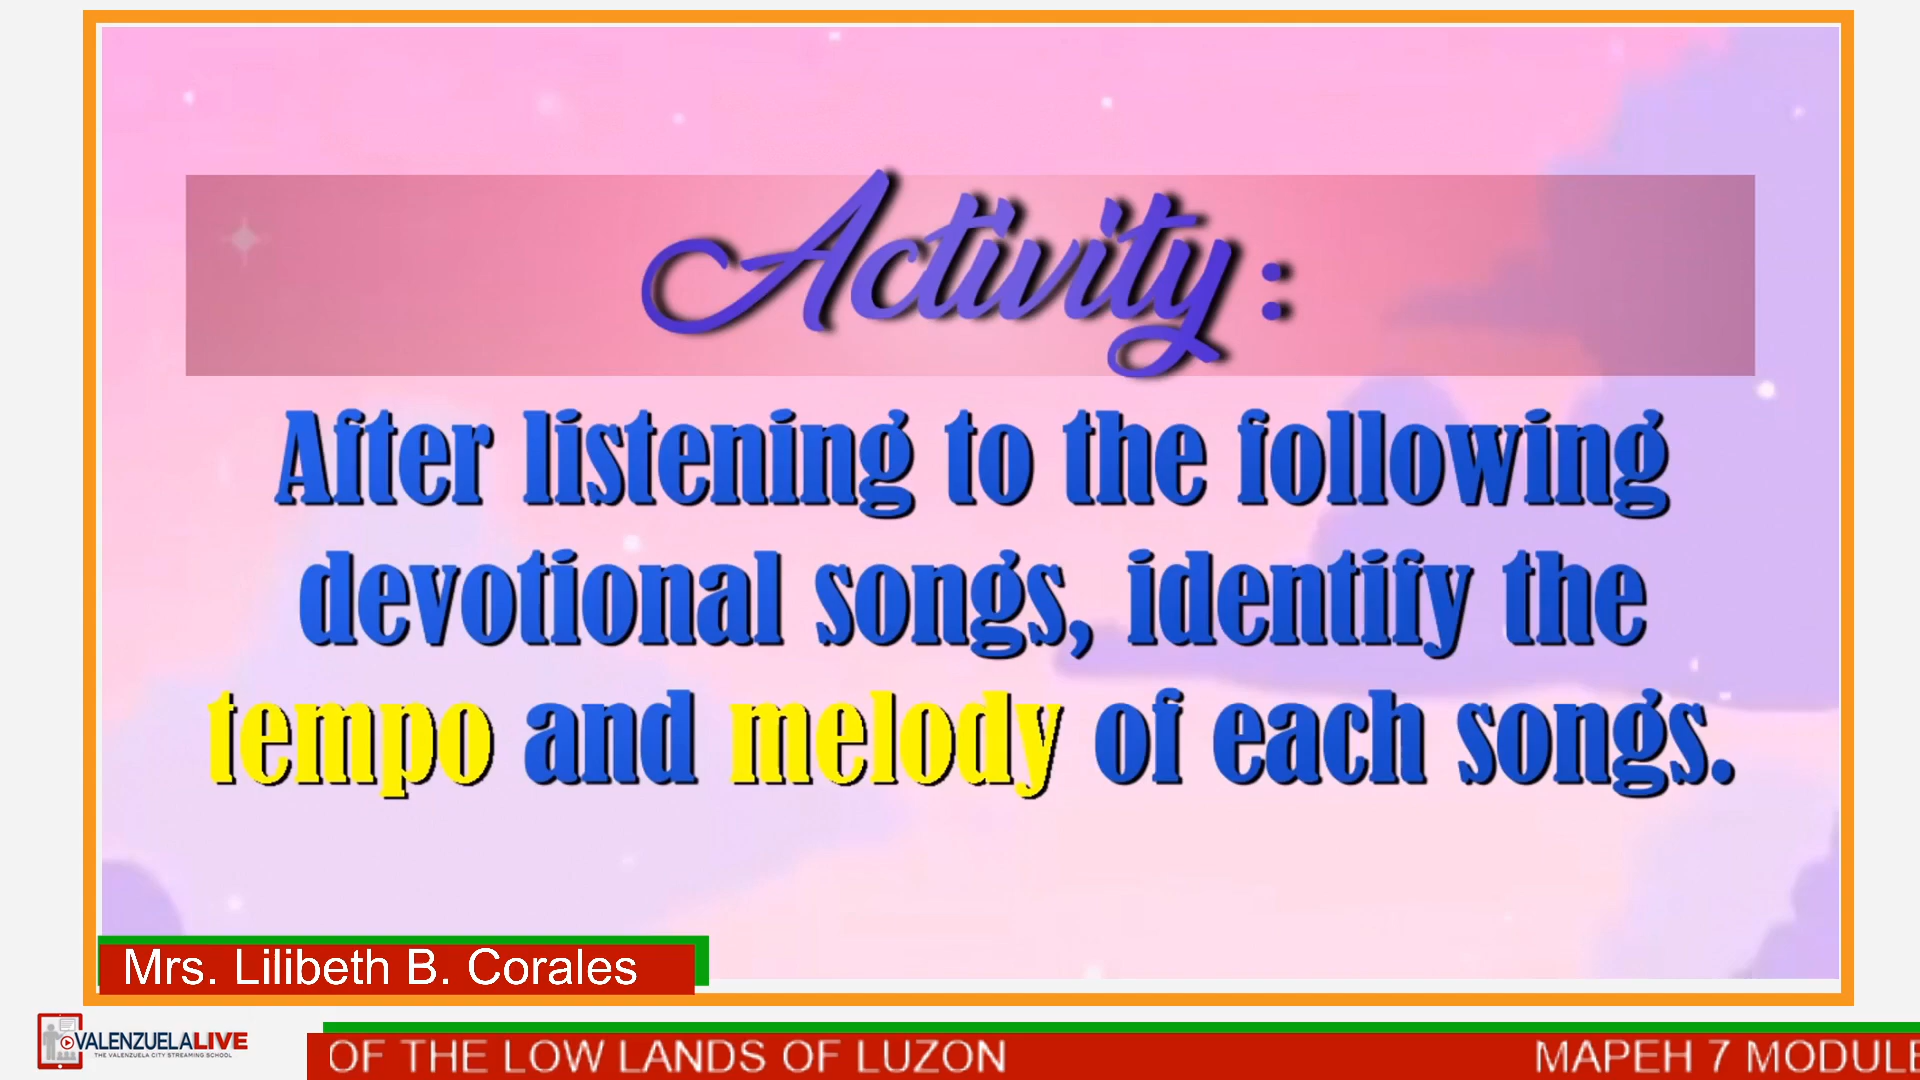 Activity:
After listening to the following
devotional songs, identify the
tempo and melody of each songs.
Mrs. Lilibeth B. Corales
VALENZUELALIVE
THE VALENZUELA CITY STREAMING SCHOOL
OF THE LOW LANDS OF LUZON MAPEH 7 MODULE